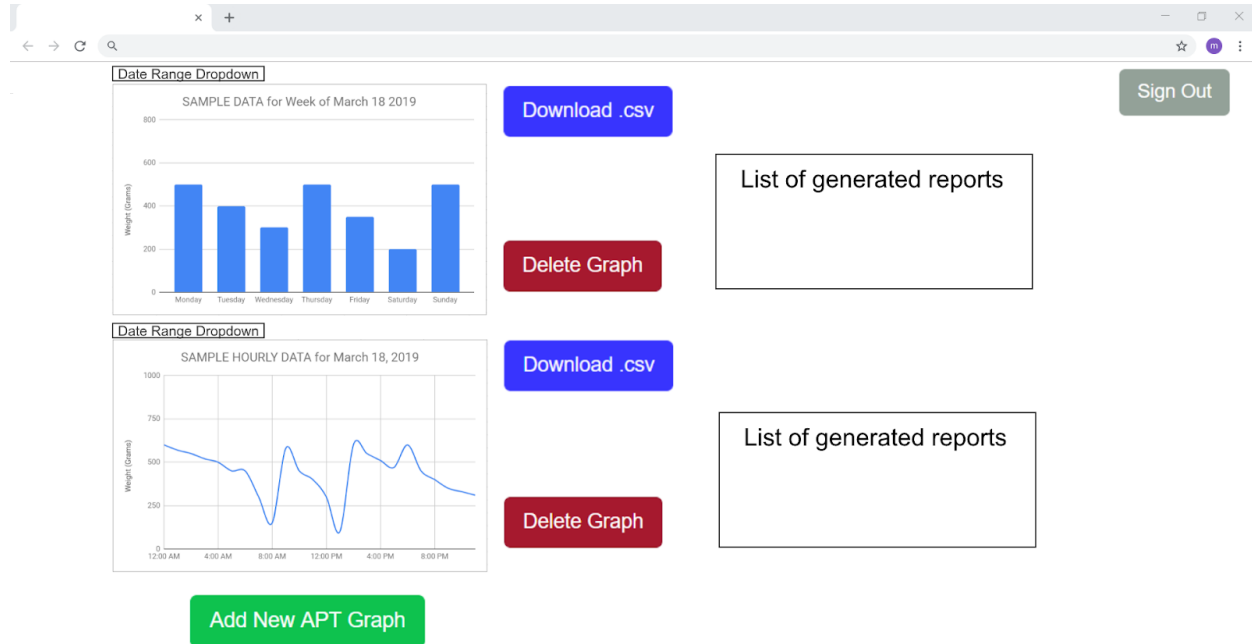 m
Date Range Dropdown
Sign Out
SAMPLE DATA for Week of March 18 2019
Download .csv
800
600
400
200
0
Weight (Grams)
Monday Tuesday Wednesday Thursday Friday Saturday Sunday
List of generated reports
Delete Graph
Date Range Dropdown
SAMPLE HOURLY DATA for March 18, 2019
Download .csv
1000
750
500
250
0
Weight (Grams)
12:00 AM 4:00 AM 8:00 AM 12:00 PM 4:00 PM 8:00 PM
List of generated reports
Delete Graph
Add New APT Graph